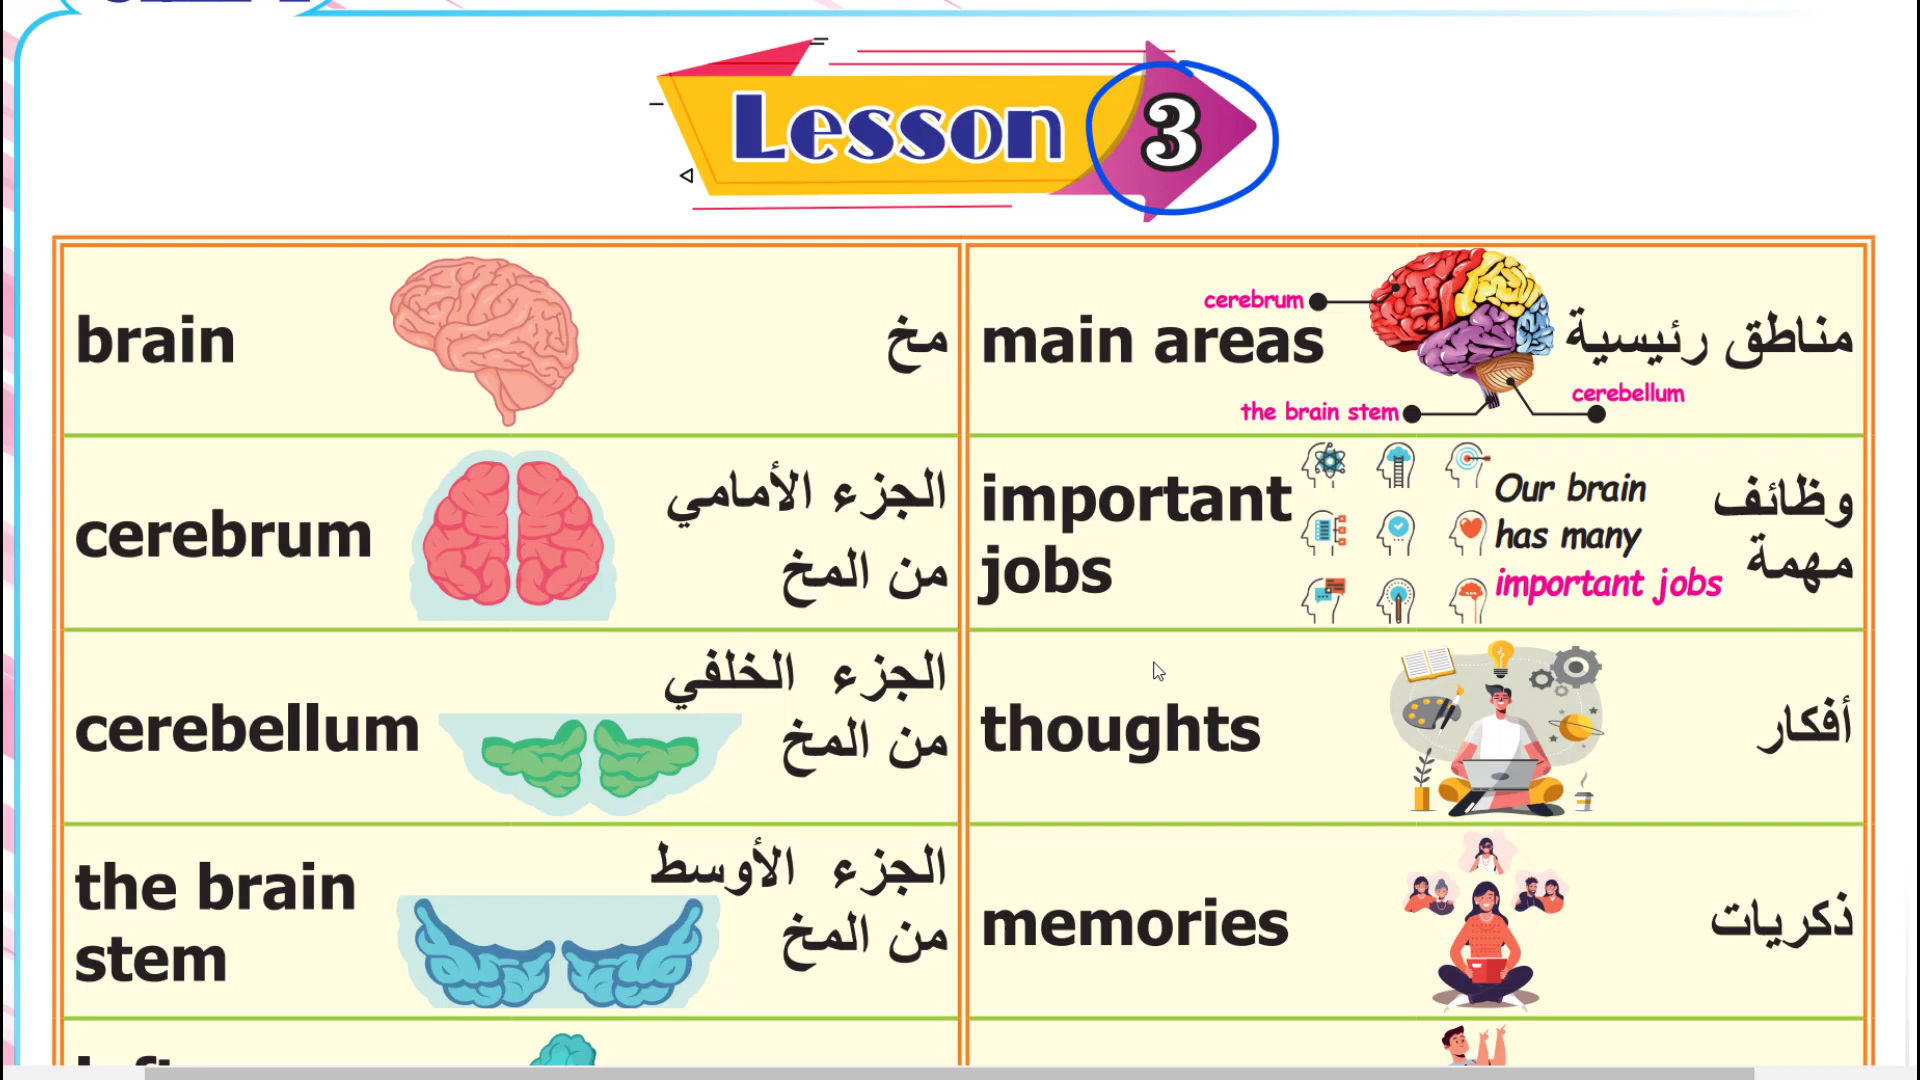 Lesson 3
brain
مخ
cerebrum
main areas
مناطق رئيسية
the brain stem
cerebellum
cerebrum
الجزء الأمامي
من المخ
important
jobs
Our brain
has many
important jobs
وظائف
مهمة
cerebellum
الجزء الخلفي
من المخ
thoughts
أفكار
the brain
stem
الجزء الأوسط
من المخ
memories
ذكريات